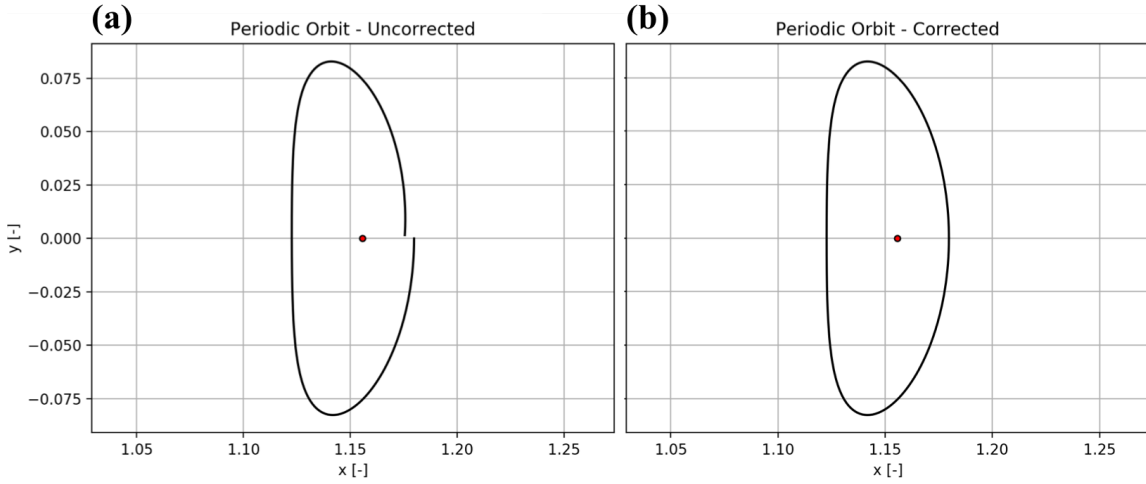 (a)
Periodic Orbit - Uncorrected
0.075
0.050
0.025
0.000
−0.025
−0.050
−0.075
y [-]
1.05 1.10 1.15 1.20 1.25
x [-]
(b)
Periodic Orbit - Corrected
1.05 1.10 1.15 1.20 1.25
x [-]